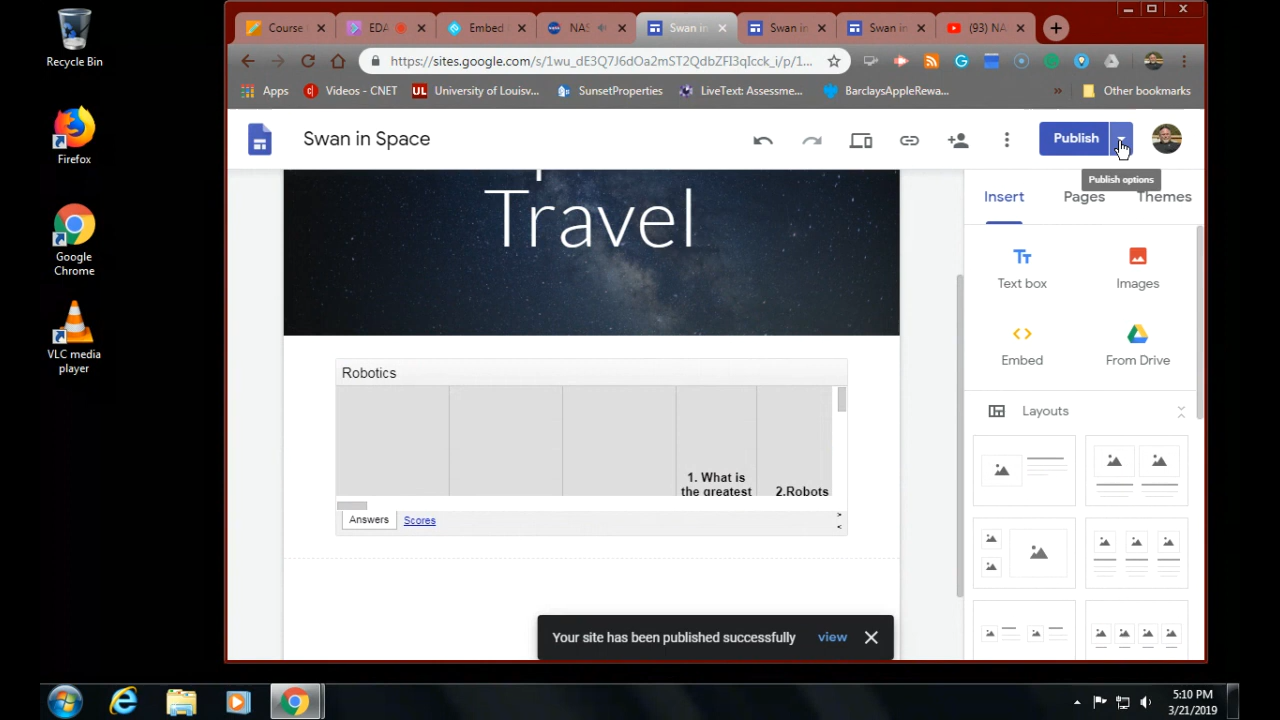 Recycle Bin
Firefox
Google
Chrome
VLC media
player
Course
EDA
Embed
NAS
Swan in
Swan in
Swan in
(93) NA
https://sites.google.com/s/1wu_dE3Q7J6dOa2mST2QdbZFI3qIcck_i/p/1...
Apps
Videos - CNET
University of Louisv...
SunsetProperties
LiveText: Assessme...
BarclaysAppleRewa...
»
Other bookmarks
Swan in Space
Publish
Publish options
Travel
Insert
Pages
Themes
Text box
Images
Embed
From Drive
Layouts
Robotics
1. What is
the greatest
2.Robots
Answers
Scores
Your site has been published successfully
view
5:10 PM
3/21/2019